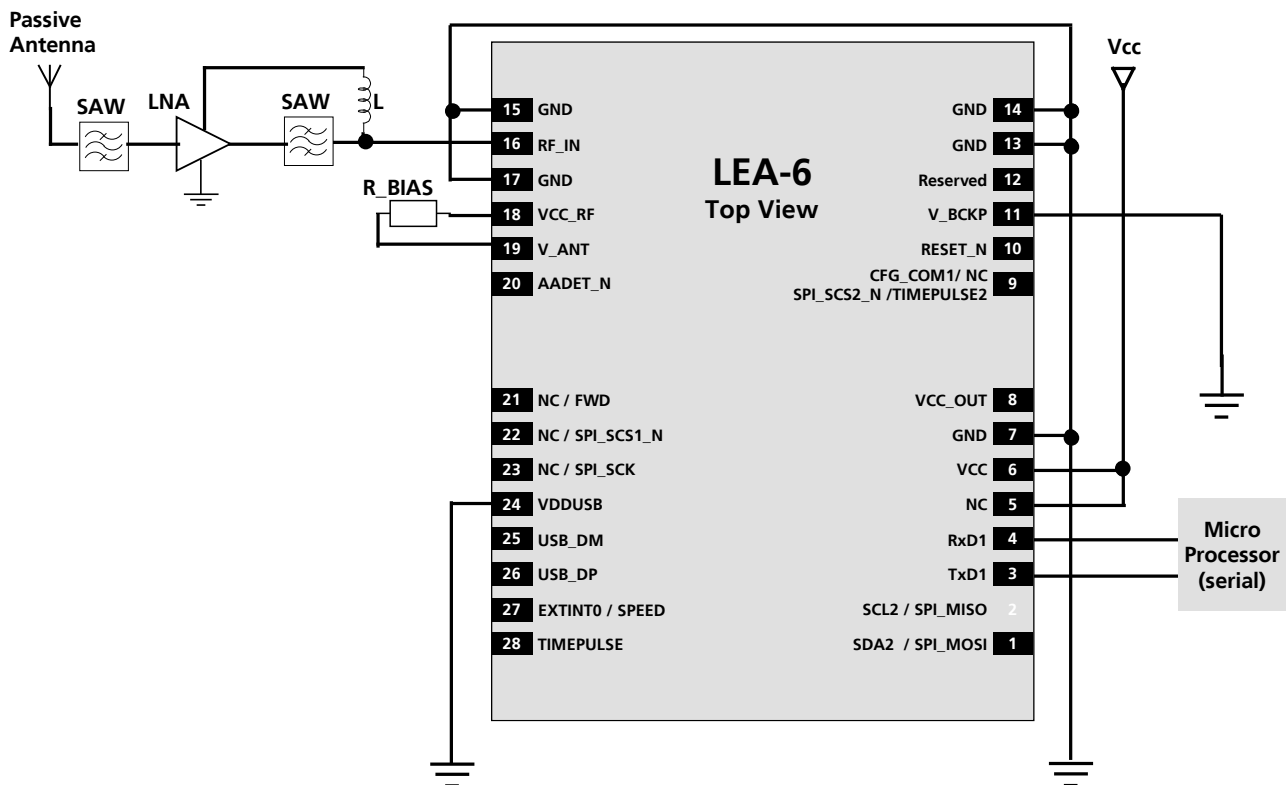 Passive
Antenna
SAW
LNA
SAW
L
R_BIAS
LEA-6
Top View
15 GND
16 RF_IN
17 GND
18 VCC_RF
19 V_ANT
20 AADET_N
21 NC / FWD
22 NC / SPI_SCS1_N
23 NC / SPI_SCK
24 VDDUSB
25 USB_DM
26 USB_DP
27 EXTINT0 / SPEED
28 TIMEPULSE
GND 14
GND 13
Reserved 12
V_BCKP 11
RESET_N 10
CFG_COM1/ NC
SPI_SCS2_N /TIMEPULSE2 9
VCC_OUT 8
GND 7
VCC 6
NC 5
RxD1 4
TxD1 3
SCL2 / SPI_MISO 2
SDA2 / SPI_MOSI 1
Vcc
Micro
Processor
(serial)